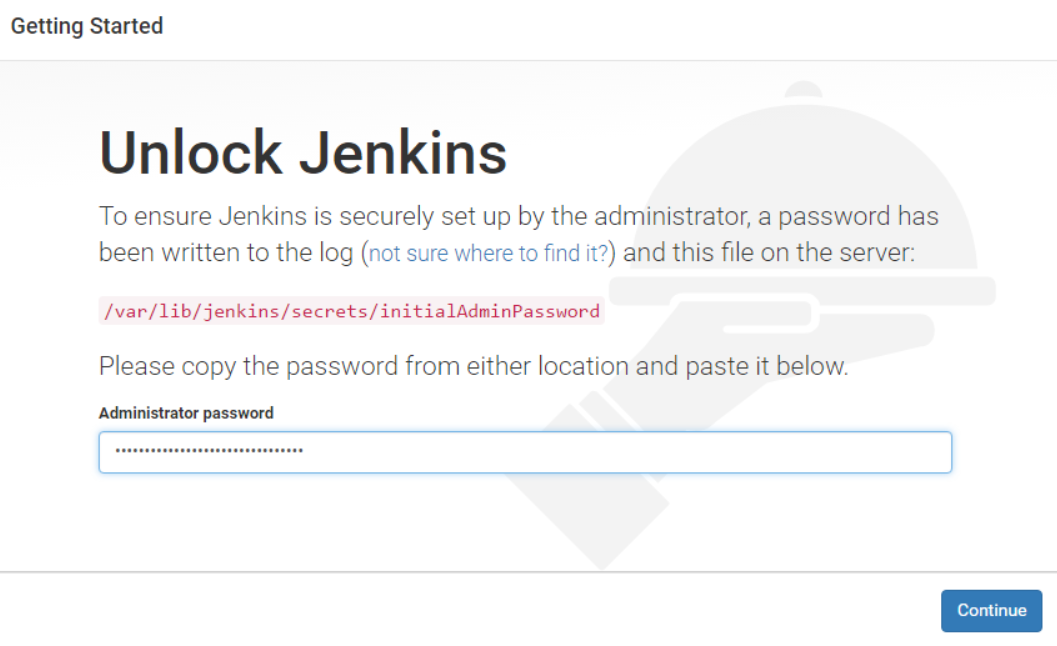 Getting Started
Unlock Jenkins
To ensure Jenkins is securely set up by the administrator, a password has
been written to the log (not sure where to find it?) and this file on the server:
/var/lib/jenkins/secrets/initialAdminPassword
Please copy the password from either location and paste it below.
Administrator password
••••••••••••••••••••••••••••••••
Continue